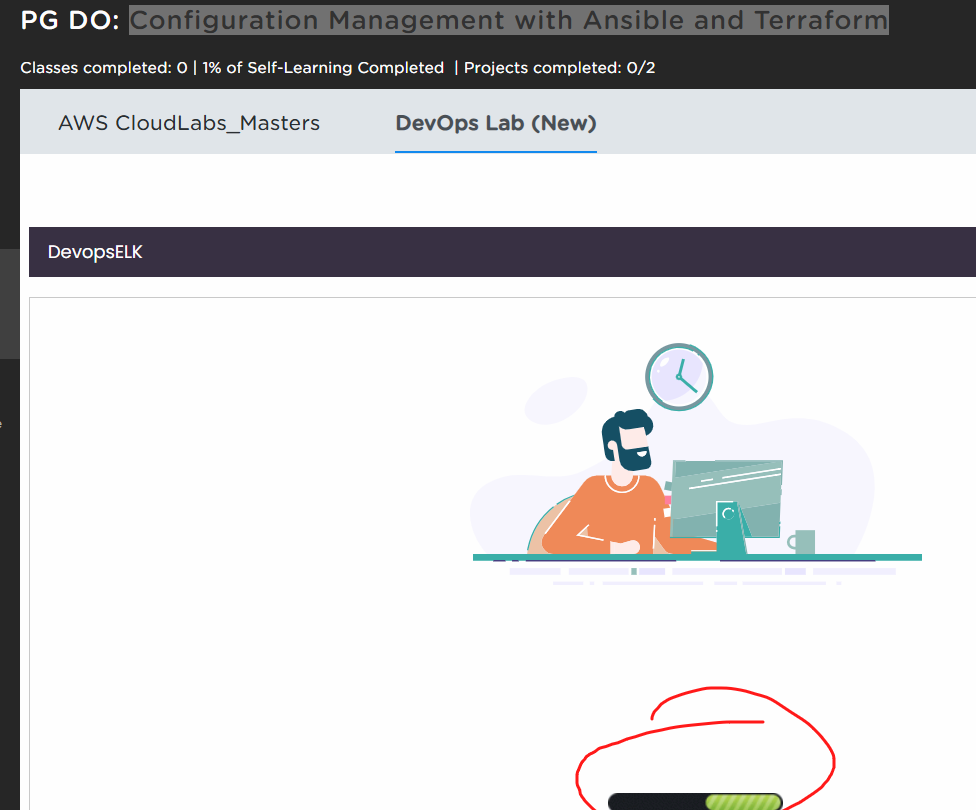 PG DO: Configuration Management with Ansible and Terraform
Classes completed: 0 | 1% of Self-Learning Completed | Projects completed: 0/2
AWS CloudLabs_Masters DevOps Lab (New)
DevopsELK